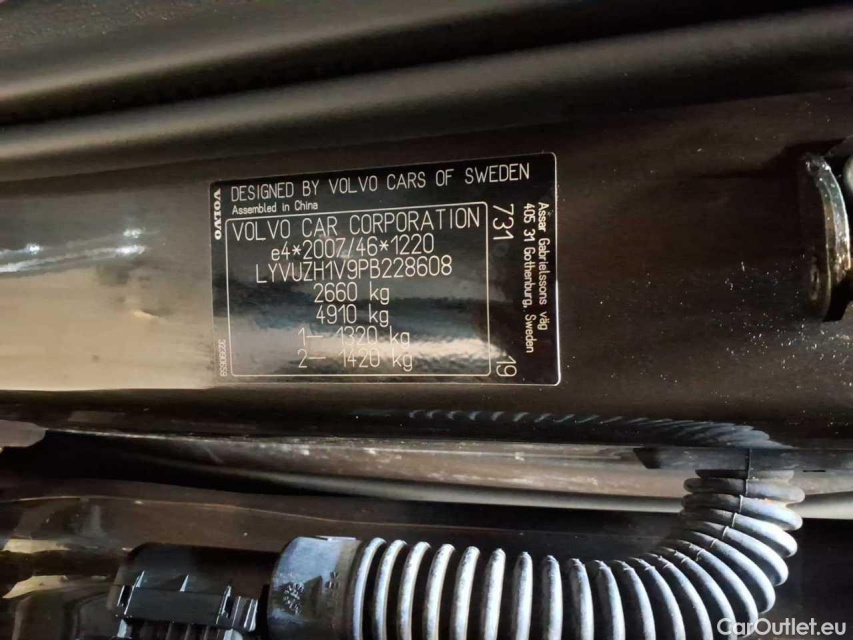 DESIGNED BY VOLVO CARS OF SWEDEN
Assembled in China
VOLVO
VOLVO CAR CORPORATION
e4*2007/46*1220
LYVUZH1V9PB228608
2660 kg
4910 kg
1– 1320 kg
2– 1420 kg
731
19
Assar Gabrielssons väg
405 31 Gothenburg, Sweden
CarOutlet.eu